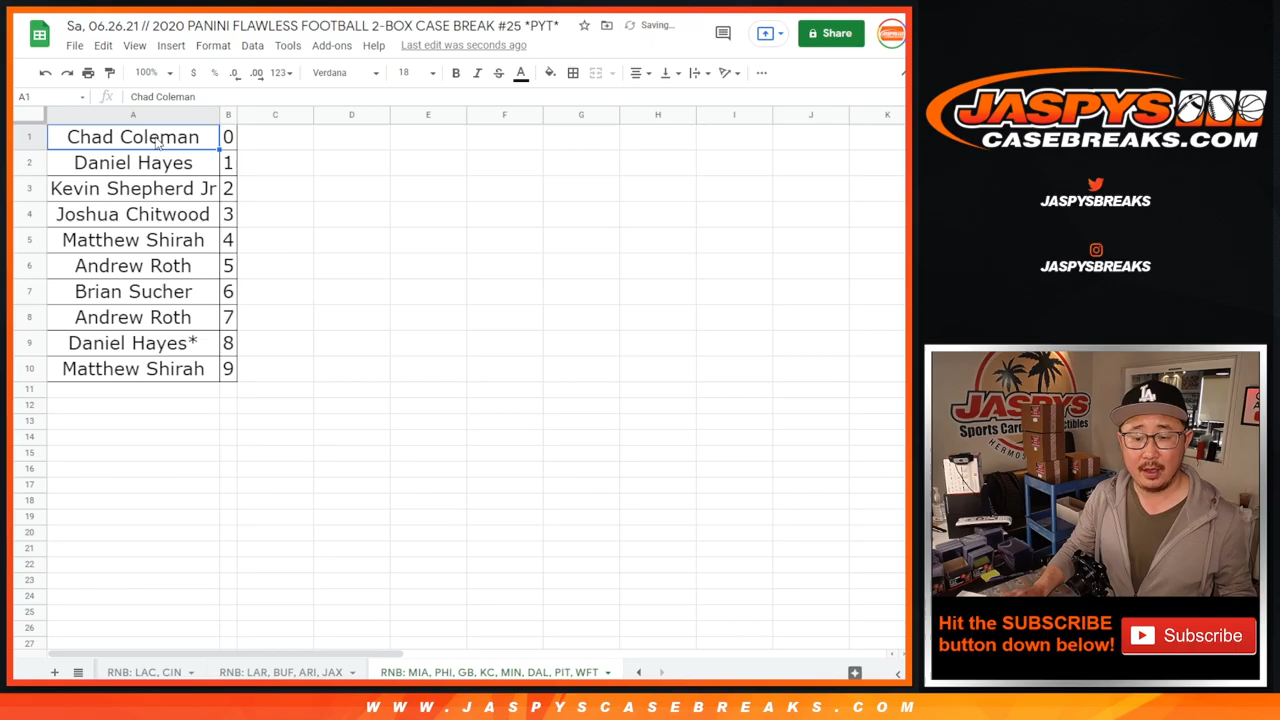 Sa, 06.26.21 // 2020 PANINI FLAWLESS FOOTBALL 2-BOX CASE BREAK #25 *PYT*
Saving...
File Edit View Insert Format Data Tools Add-ons Help Last edit was seconds ago
Share
100% $ % .0 .00 123 Verdana 18 B I S A
A1 fx Chad Coleman
A B C D E F G H I J K
1 Chad Coleman 0
2 Daniel Hayes 1
3 Kevin Shepherd Jr 2
4 Joshua Chitwood 3
5 Matthew Shirah 4
6 Andrew Roth 5
7 Brian Sucher 6
8 Andrew Roth 7
9 Daniel Hayes* 8
10 Matthew Shirah 9
11
12
13
14
15
16
17
18
19
20
21
22
23
24
25
26
27
RNB: LAC, CIN RNB: LAR, BUF, ARI, JAX RNB: MIA, PHI, GB, KC, MIN, DAL, PIT, WFT
JASPYS
CASEBREAKS.COM
JASPYSBREAKS
JASPYSBREAKS
JASPYS
Sports Card
HERMOS
LA
Hit the SUBSCRIBE
button down below!
Subscribe
WWW.JASPYSCASEBREAKS.COM